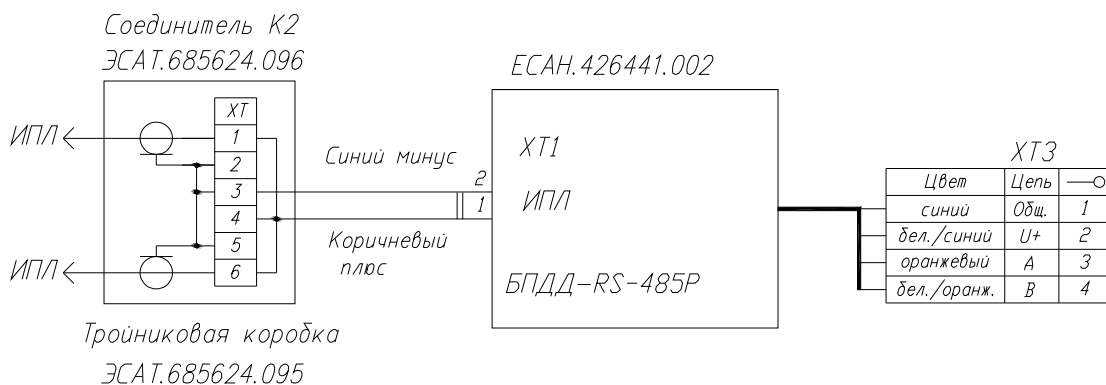 Соединитель К2
ЭСАТ.685624.096
ЕСАН.426441.002
ХТ
ИПЛ
1
2
3
4
5
6
ИПЛ
Синий минус
2
1
Коричневый
плюс
ХТ1
ИПЛ
БПДД-RS-485Р
ХТ3
Цвет Цепь
синий Общ. 1
бел./синий U+ 2
оранжевый А 3
бел./оранж. В 4
Тройниковая коробка
ЭСАТ.685624.095